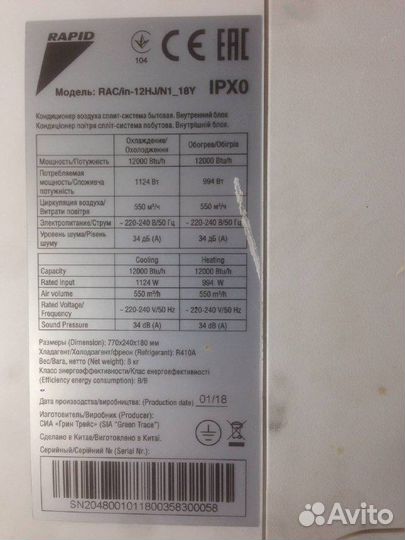 RAPID
104
CE EAC
Модель: RAC/in-12HJ/N1_18Y IPX0
Кондиционер воздуха сплит-система бытовая. Внутренний блок
Кондиціонер повітря спліт-система побутова. Внутрішній блок
Охлаждение/Охолодження Обогрев/Обігрів
Мощность/Потужність 12000 Btu/h 12000 Btu/h
Потребляемая мощность/Споживча потужність 1124 Вт 994 Вт
Циркуляция воздуха/Витрати повітря 550 м³/ч 550 м³/ч
Электропитание/Струм ~ 220-240 В/50 Гц ~ 220-240 В/50 Гц
Уровень шума/Рівень шуму 34 дБ (А) 34 дБ (А)
Cooling Heating
Capacity 12000 Btu/h 12000 Btu/h
Rated input 1124 W 994 W
Air volume 550 m³/h 550 m³/h
Rated Voltage/Frequency ~ 220-240 V/50 Hz ~ 220-240 V/50 Hz
Sound Pressure 34 dB (A) 34 dB (A)
Размеры (Dimension): 770x240x180 мм
Хладагент/Холодоагент/фреон (Refrigerant): R410A
Вес/Вага, нетто (Net weight): 8 кг
Класс энергоэффективности/Клас енергоефективності
(Efficiency energy consumption): B/B
Дата производства/виробництва: (Production date) 01/18
Изготовитель/Виробник (Producer):
СИА «Грин Трейс» (SIA "Green Trace")
Сделано в Китае/Виготовлено в Китаї.
Серийный/Серійний № (Serial Nr.):
SN2048001011800358300058
Avito